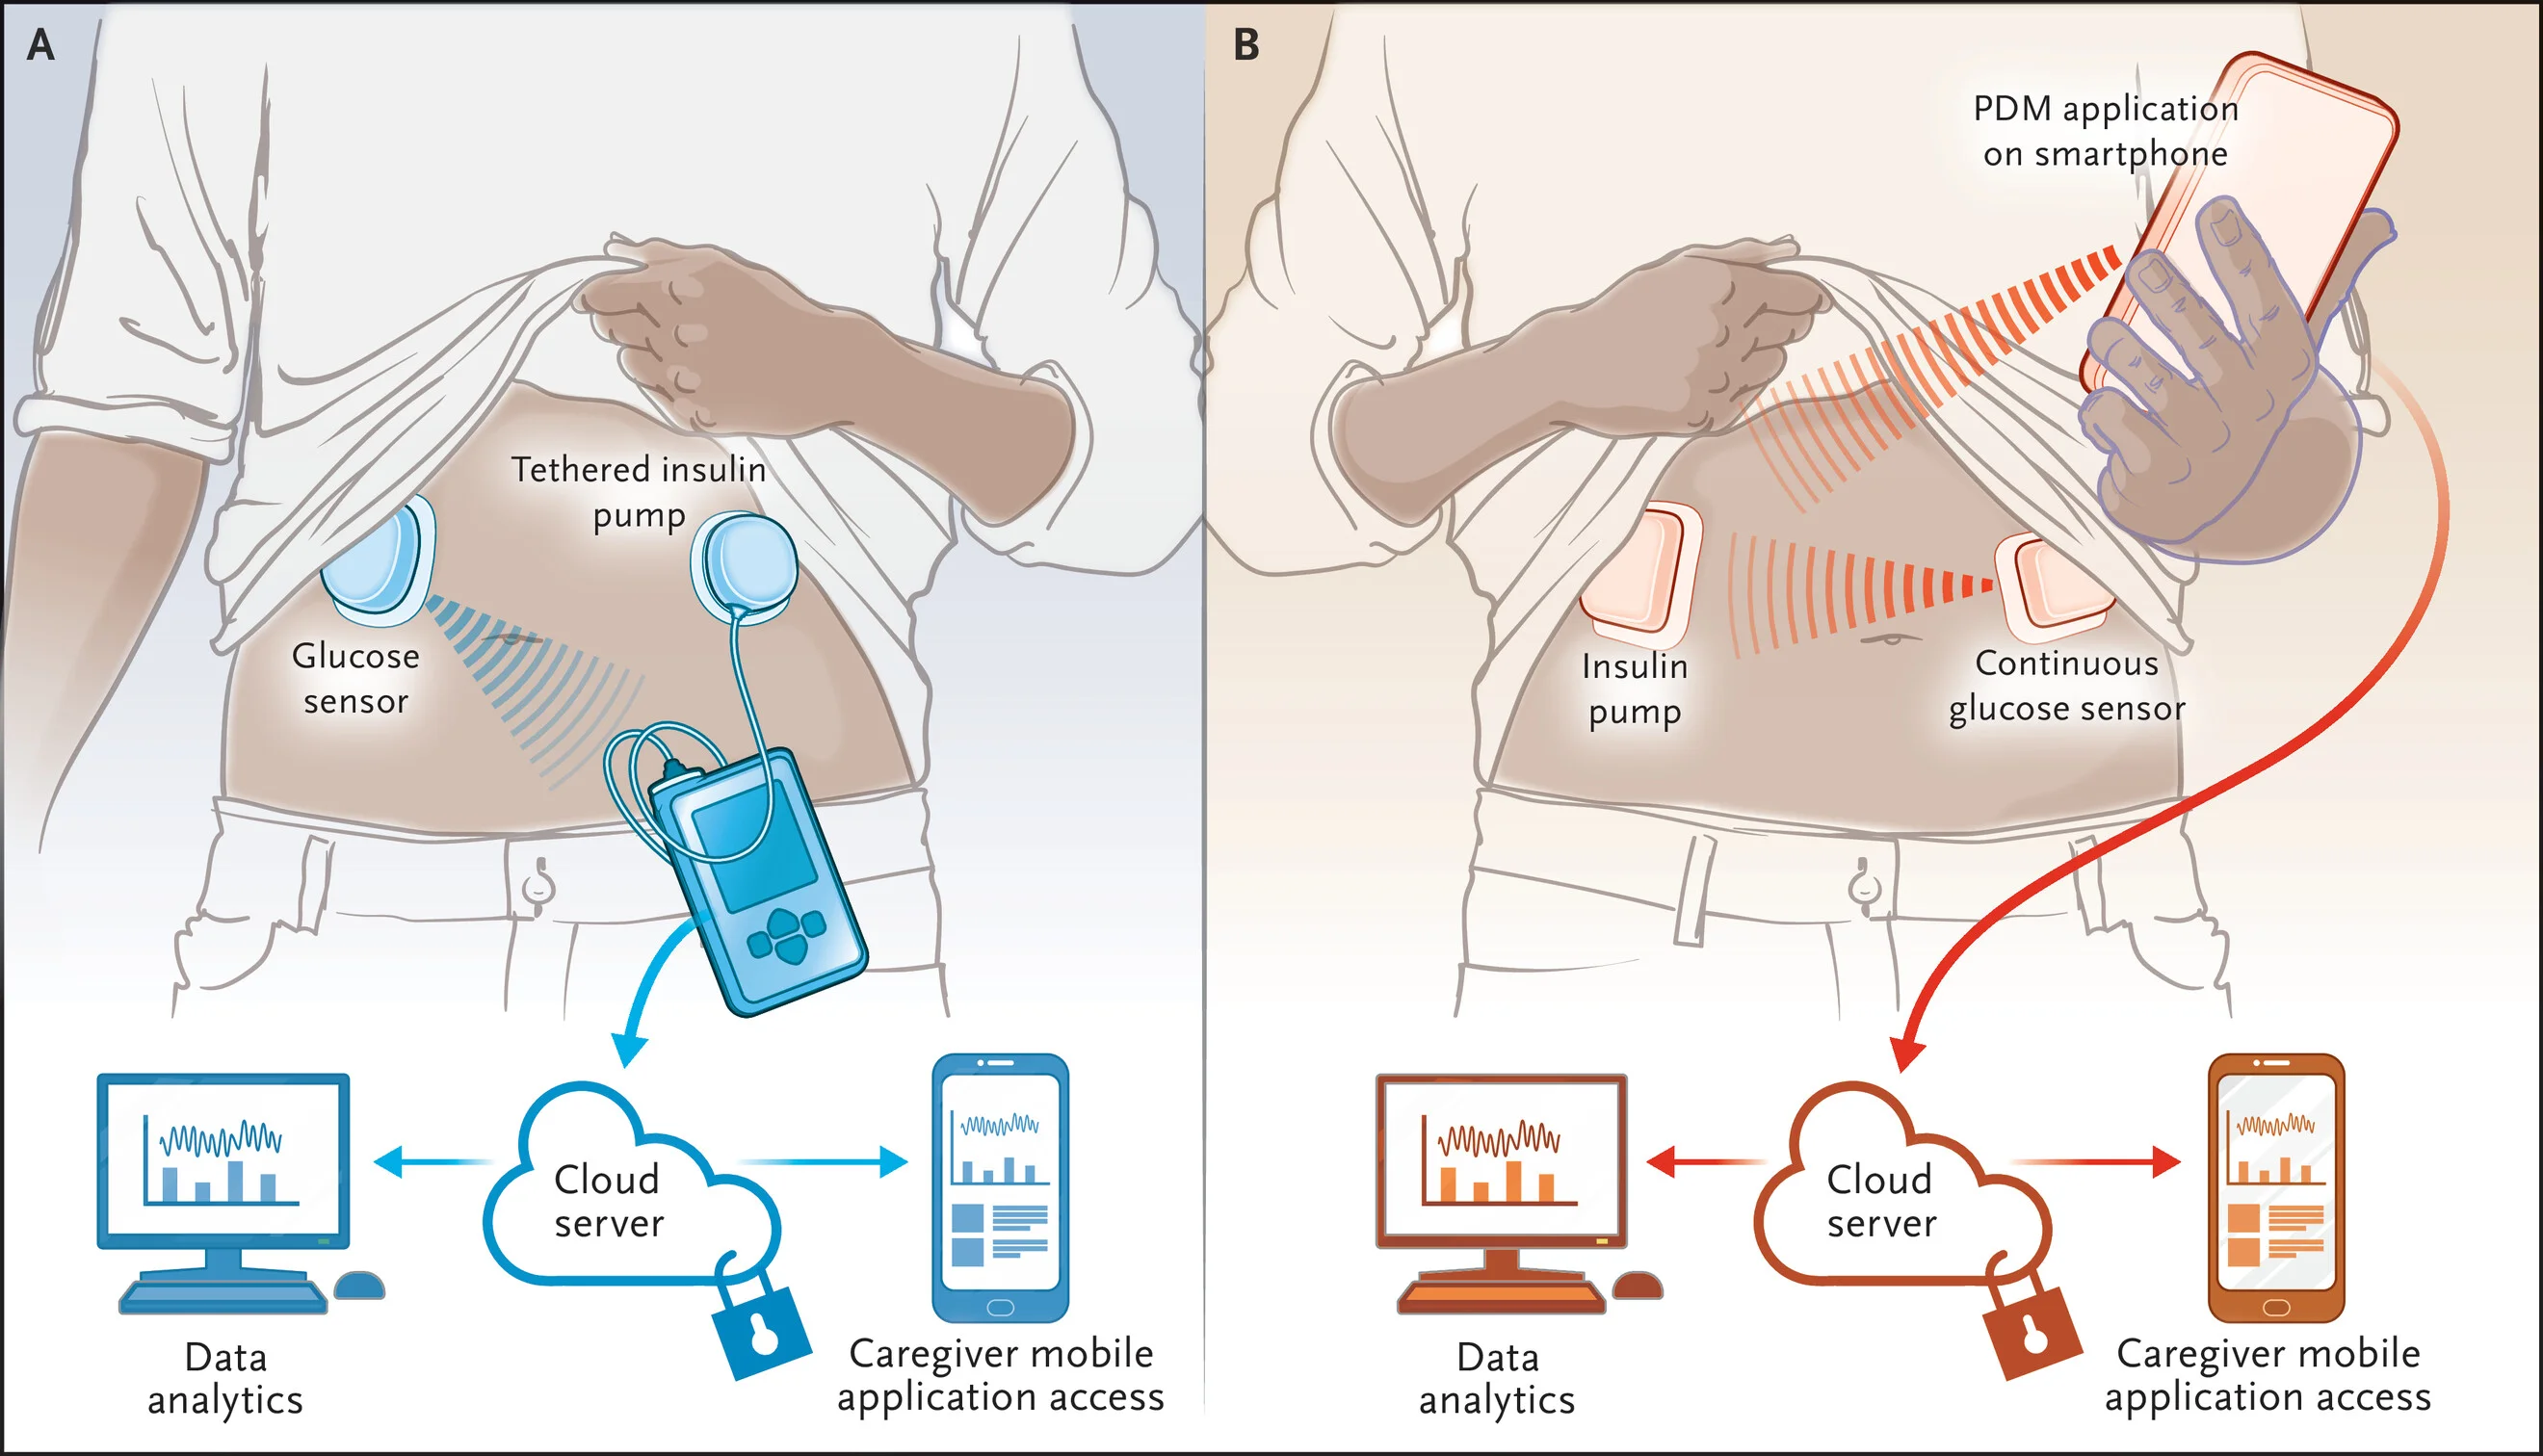 A
Tethered insulin
pump
Glucose
sensor
Cloud
server
Data
analytics
Caregiver mobile
application access
B
PDM application
on smartphone
Insulin
pump
Continuous
glucose sensor
Cloud
server
Data
analytics
Caregiver mobile
application access